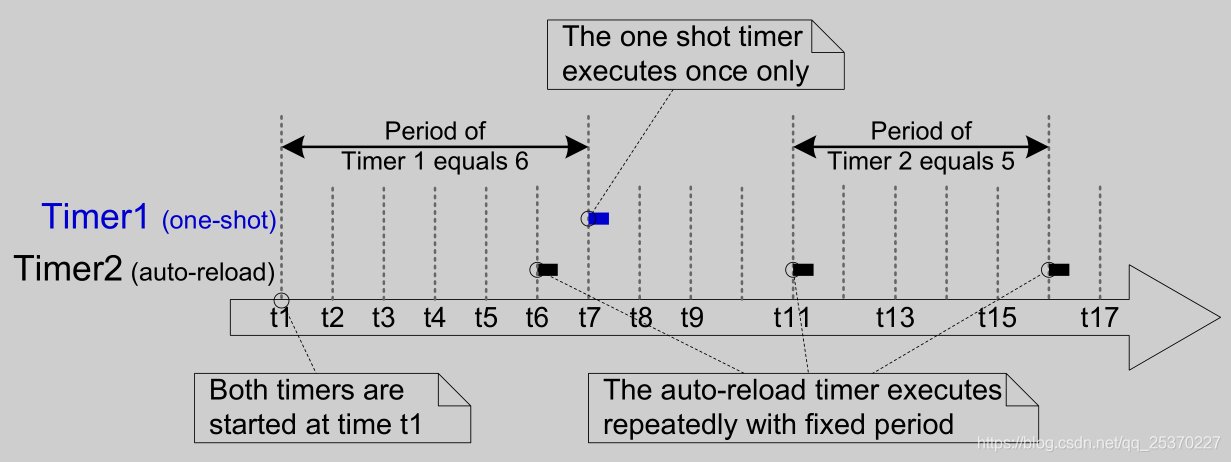 The one shot timer
executes once only
Period of
Timer 1 equals 6
Period of
Timer 2 equals 5
Timer1 (one-shot)
Timer2 (auto-reload)
t1 t2 t3 t4 t5 t6 t7 t8 t9 t11 t13 t15 t17
Both timers are
started at time t1
The auto-reload timer executes
repeatedly with fixed period
https://blog.csdn.net/qq_25370227